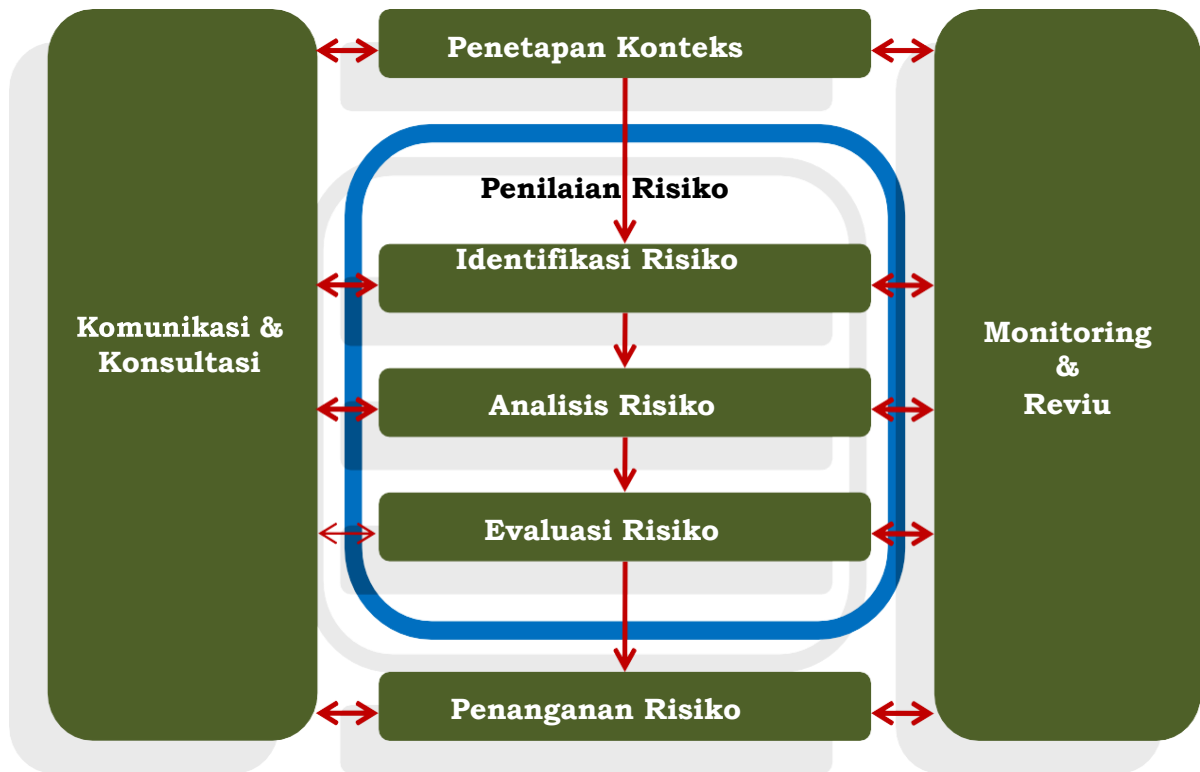 Penetapan Konteks
Penilaian Risiko
Identifikasi Risiko
Komunikasi &
Konsultasi
Monitoring
&
Reviu
Analisis Risiko
Evaluasi Risiko
Penanganan Risiko